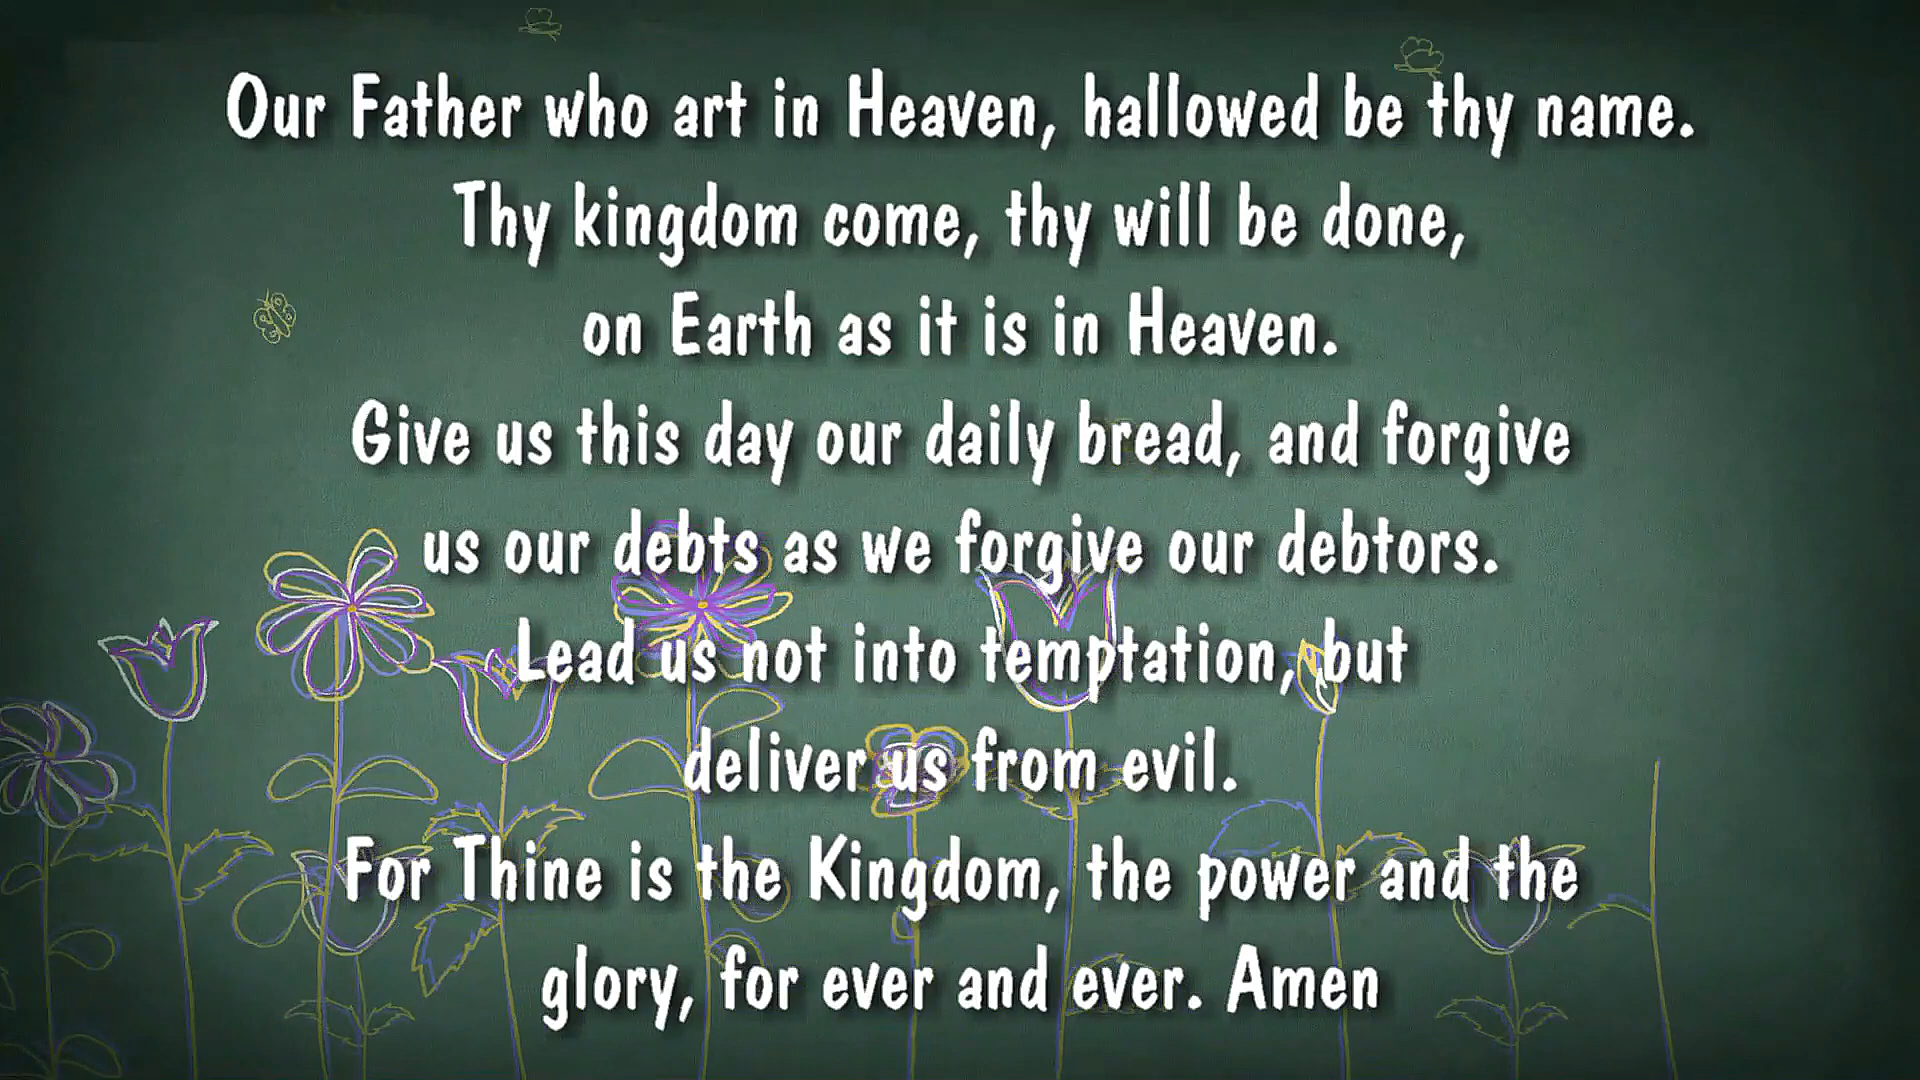 Our Father who art in Heaven, hallowed be thy name.
Thy kingdom come, thy will be done,
on Earth as it is in Heaven.
Give us this day our daily bread, and forgive
us our debts as we forgive our debtors.
Lead us not into temptation, but
deliver us from evil.
For Thine is the Kingdom, the power and the
glory, for ever and ever. Amen